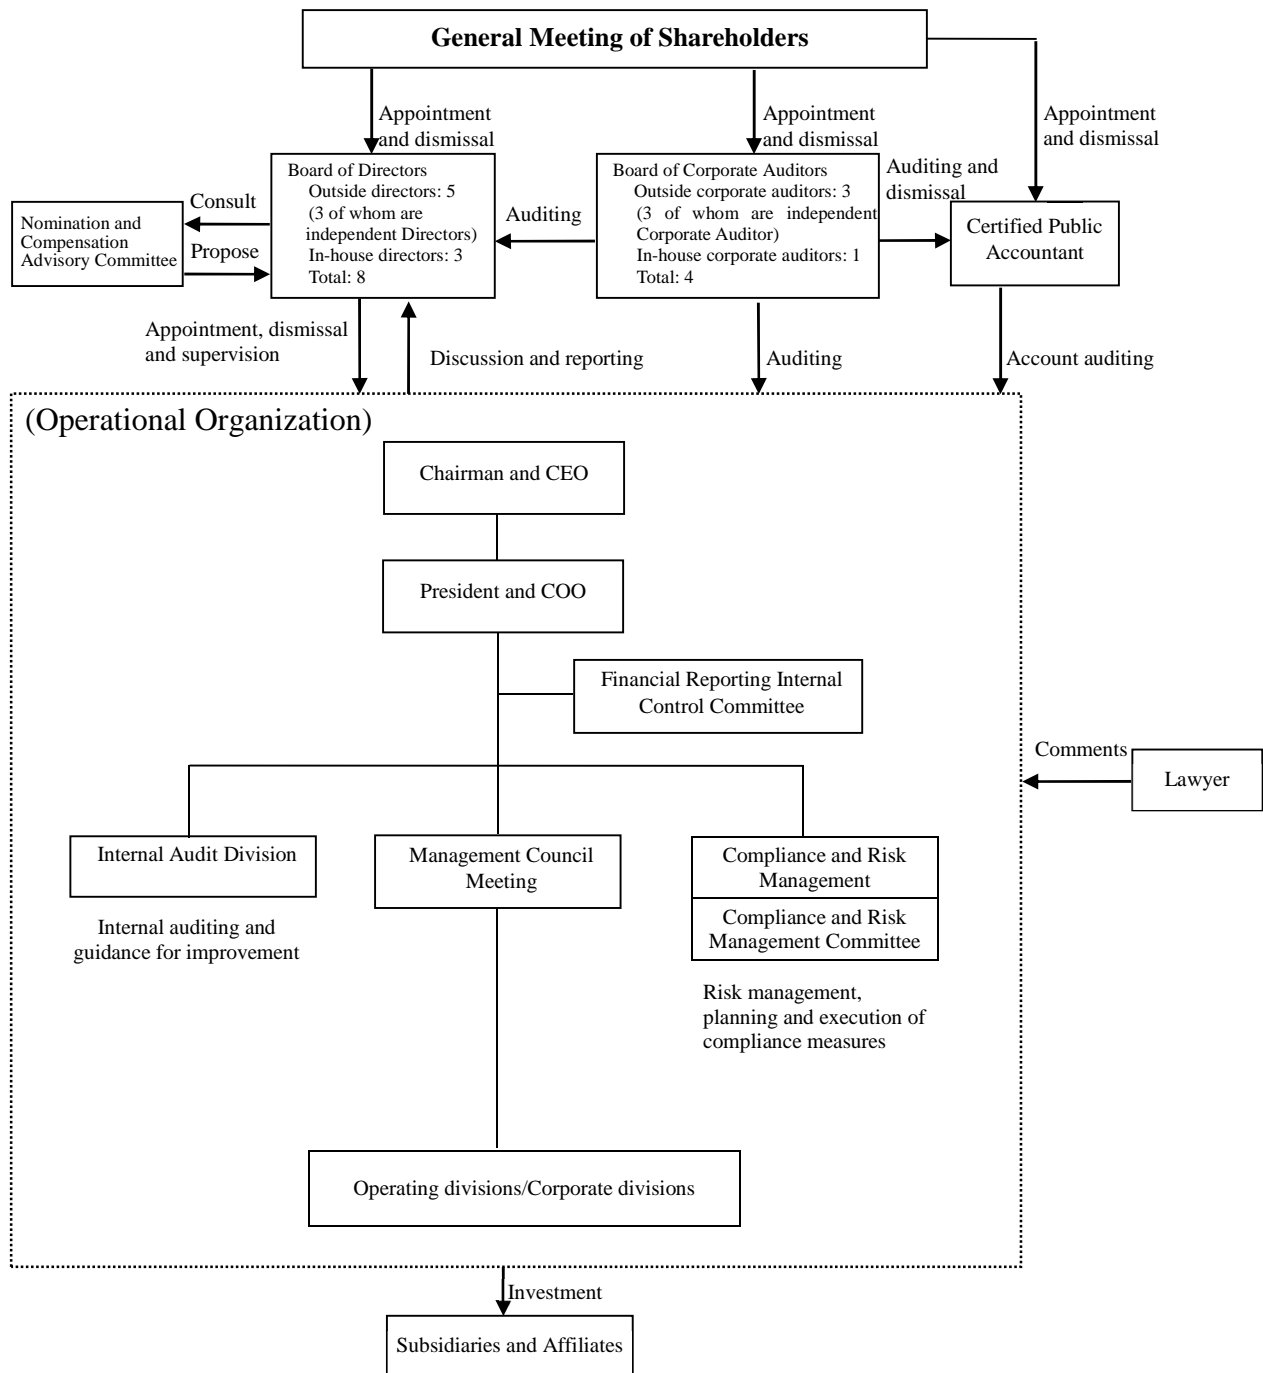 General Meeting of Shareholders
Appointment
and dismissal
Appointment
and dismissal
Appointment
and dismissal
Board of Directors
Outside directors: 5
(3 of whom are
independent Directors)
In-house directors: 3
Total: 8
Board of Corporate Auditors
Outside corporate auditors: 3
(3 of whom are independent
Corporate Auditor)
In-house corporate auditors: 1
Total: 4
Auditing and
dismissal
Consult
Nomination and
Compensation
Advisory Committee
Propose
Auditing
Certified Public
Accountant
Appointment, dismissal
and supervision
Discussion and reporting
Auditing
Account auditing
(Operational Organization)
Chairman and CEO
President and COO
Financial Reporting Internal
Control Committee
Comments
Lawyer
Internal Audit Division
Internal auditing and
guidance for improvement
Management Council
Meeting
Compliance and Risk
Management
Compliance and Risk
Management Committee
Risk management,
planning and execution of
compliance measures
Operating divisions/Corporate divisions
Investment
Subsidiaries and Affiliates